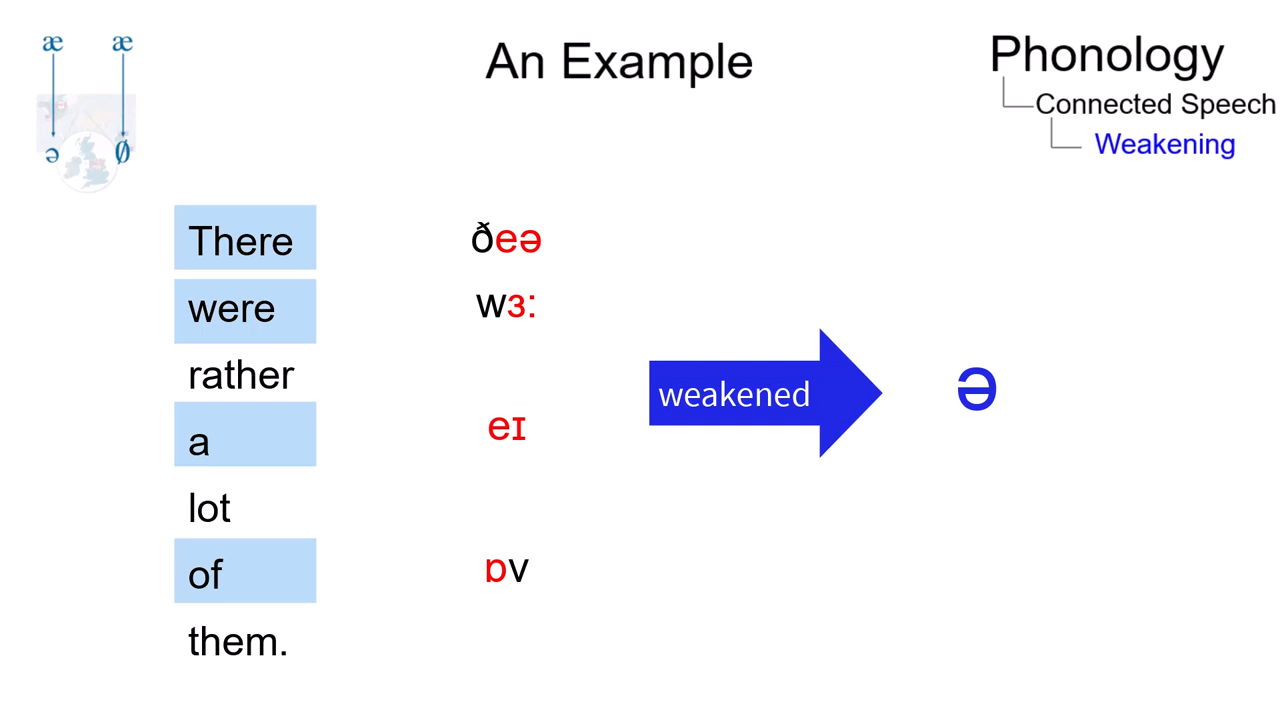 æ æ
ə Ø
An Example
Phonology
Connected Speech
Weakening
There ðeə
were wɜː
rather
a eɪ
lot
of ɒv
them.
weakened
ə